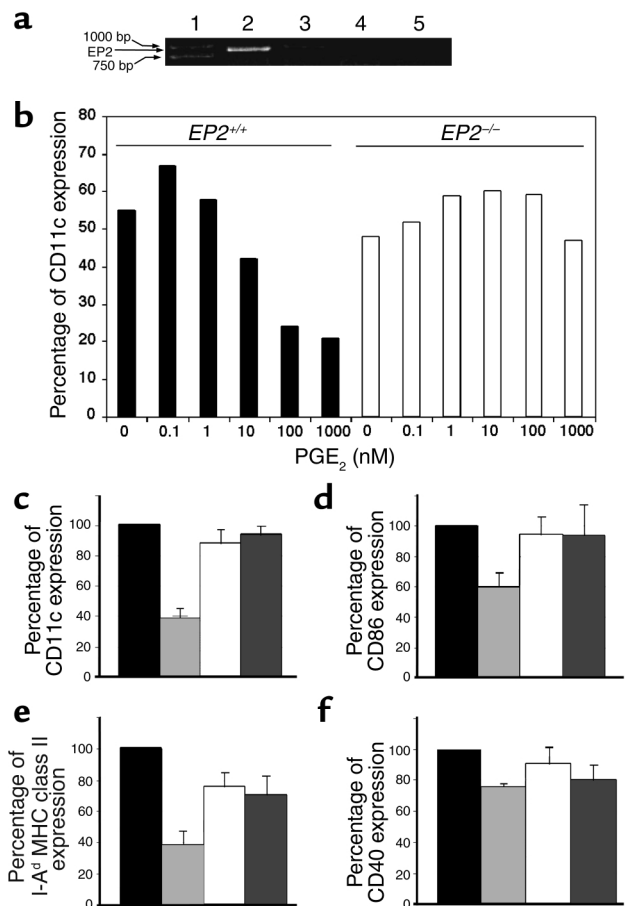 a
1 2 3 4 5
1000 bp
EP2
750 bp
b
80
70
60
50
40
30
20
10
0
Percentage of CD11c expression
EP2+/+ EP2−/−
0 0.1 1 10 100 1000 0 0.1 1 10 100 1000
PGE2 (nM)
c
Percentage of
CD11c expression
100
80
60
40
20
0
d
Percentage of
CD86 expression
100
80
60
40
20
0
e
Percentage of
I-Ad MHC class II
expression
100
80
60
40
20
0
f
Percentage of
CD40 expression
100
80
60
40
20
0